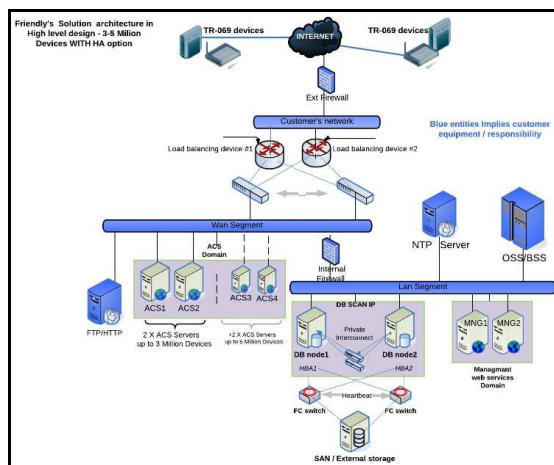 Friendly's Solution architecture in
High level design - 3-5 Milion
Devices WITH HA option
TR-069 devices
INTERNET
TR-069 devices
Ext Firewall
Customer's network
Blue entities Implies customer
equipment / responsibility
Load balancing device #1
Load balancing device #2
Wan Segment
NTP Server
OSS/BSS
ACS
Domain
Internal
Firewall
Lan Segment
ACS1
ACS2
ACS3
ACS4
FTP/HTTP
2 X ACS Servers
up to 3 Million Devices
+2 X ACS Servers
up to 5 Million Devices
DB SCAN IP
Private
Interconnect
DB node1
DB node2
MNG1
MNG2
Managmant
web services
Domain
HBA1
HBA2
Heartbeat
FC switch
FC switch
SAN / External storage